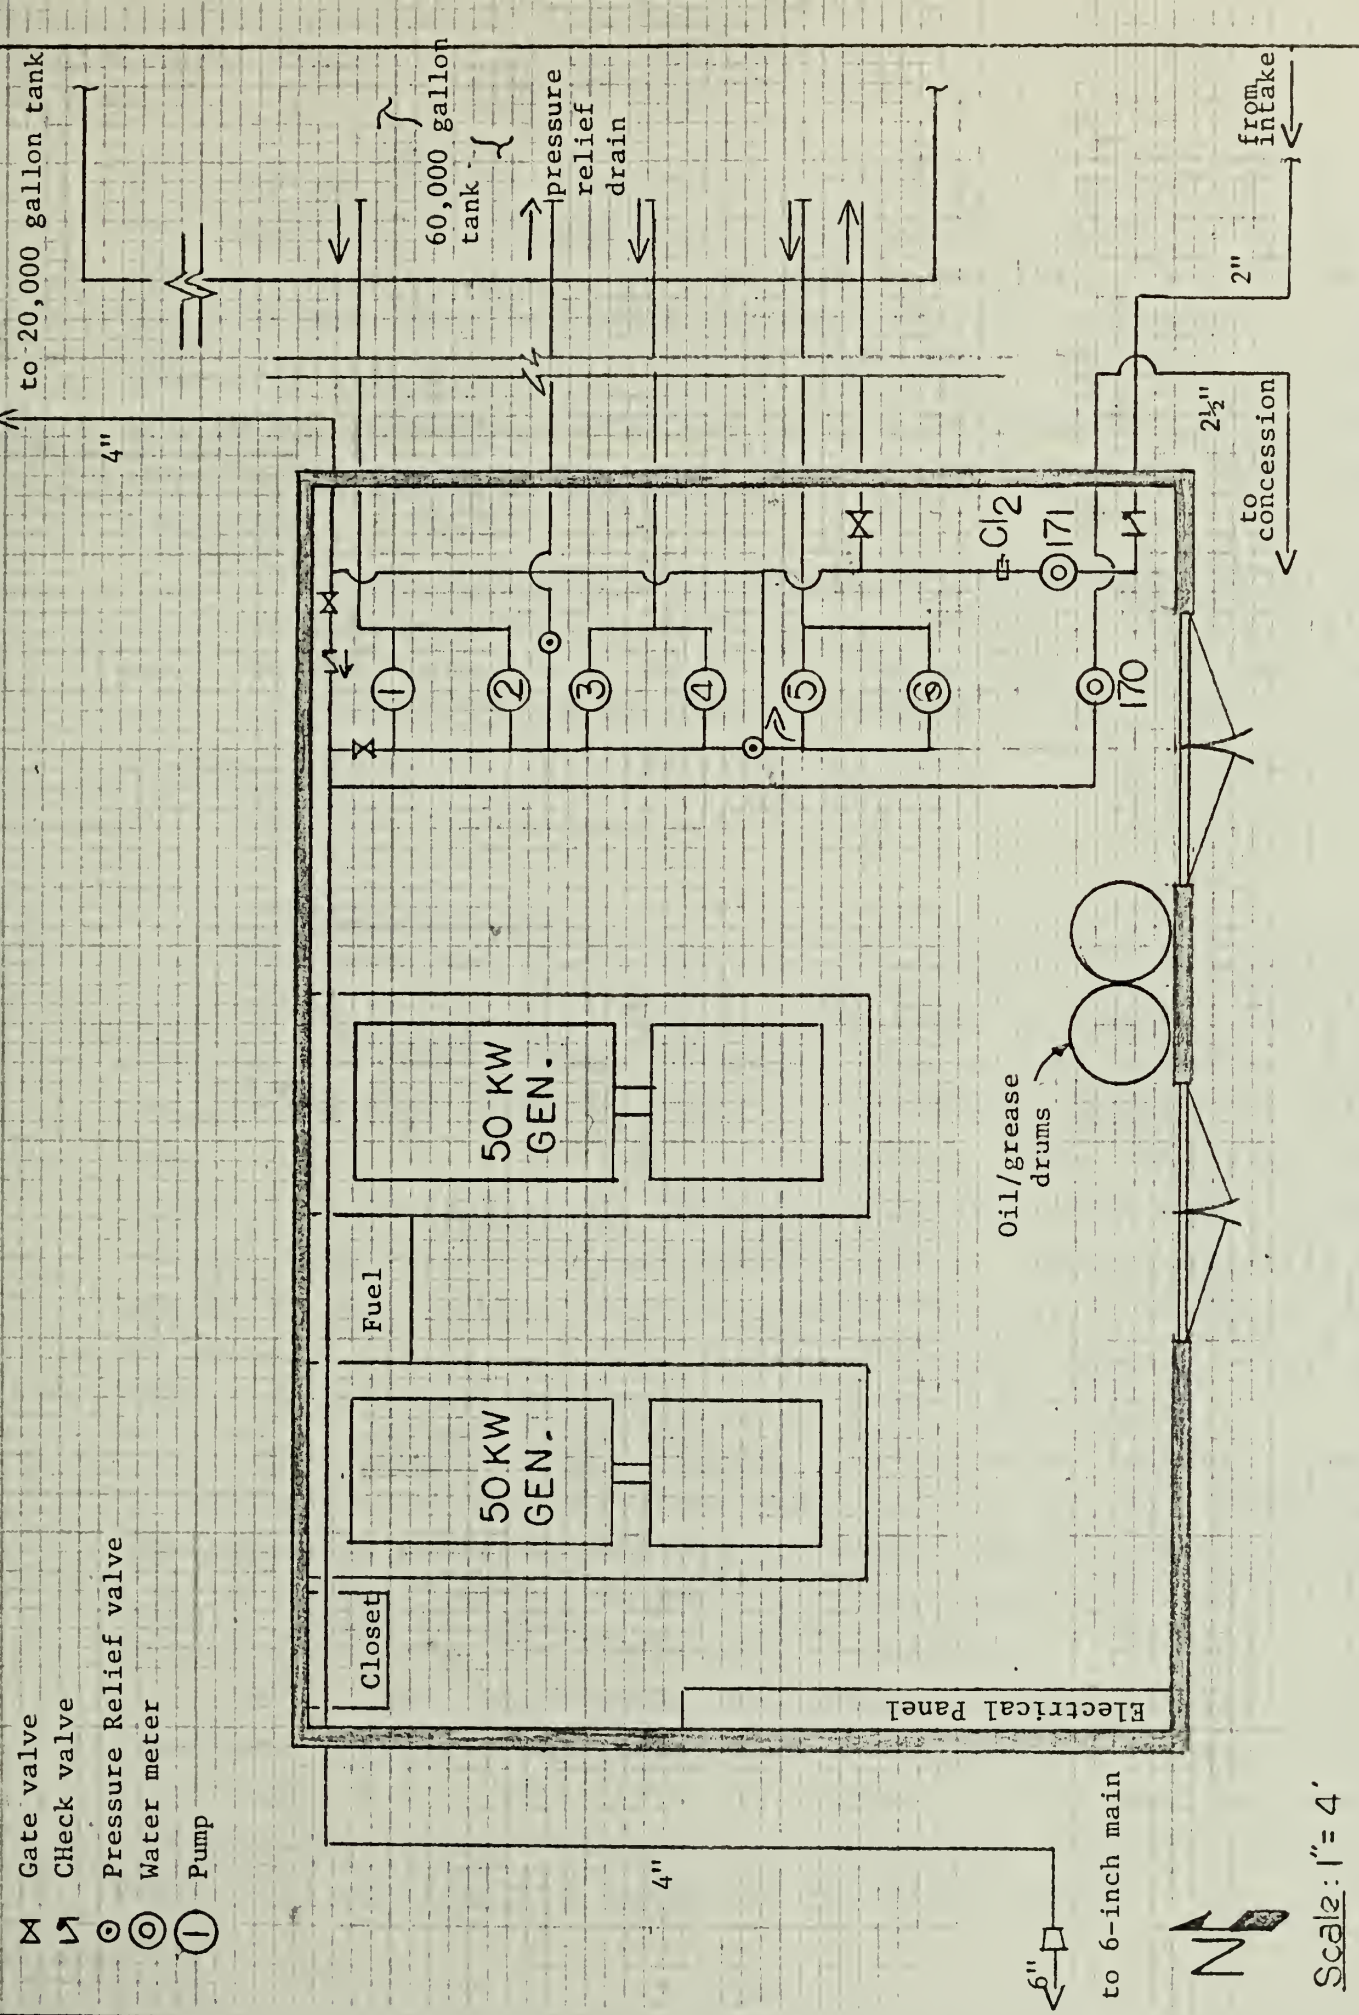 Gate valve
CHeck valve
Pressure Relief valve
Water meter
1 Pump
to 20,000 gallon tank
4"
60,000 gallon
tank
pressure
relief
drain
Closet
50 KW
GEN.
Fuel
50 KW
GEN.
1
2
3
4
5
6
Cl2
171
170
2"
from
intake
2½"
to
concession
Oil/grease
drums
Electrical Panel
4"
6"
to 6-inch main
N
Scale: 1"= 4'